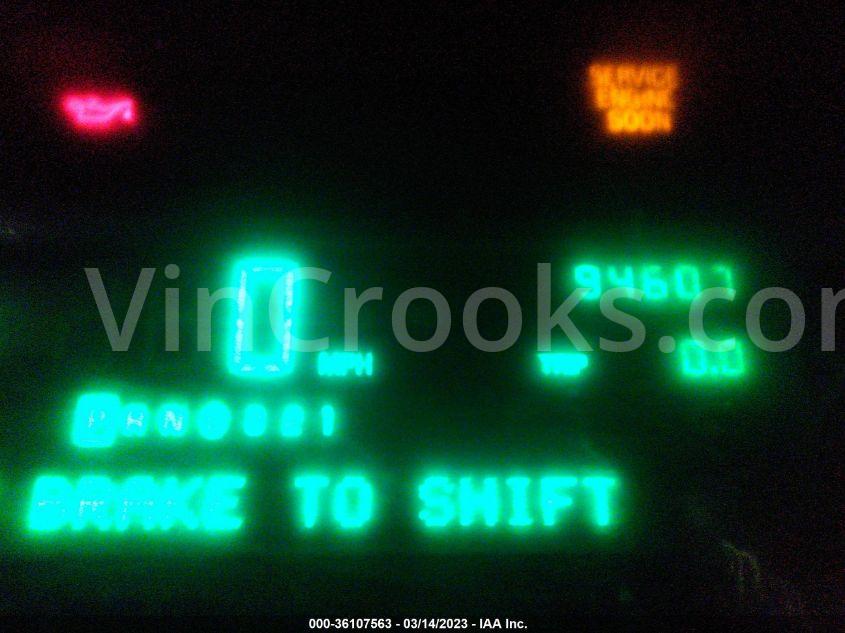 SERVICE
ENGINE
SOON
0 MPH
94607
TRIP 0.0
BRAKE TO SHIFT
VinCrooks.com
000-36107563 - 03/14/2023 - IAA Inc.